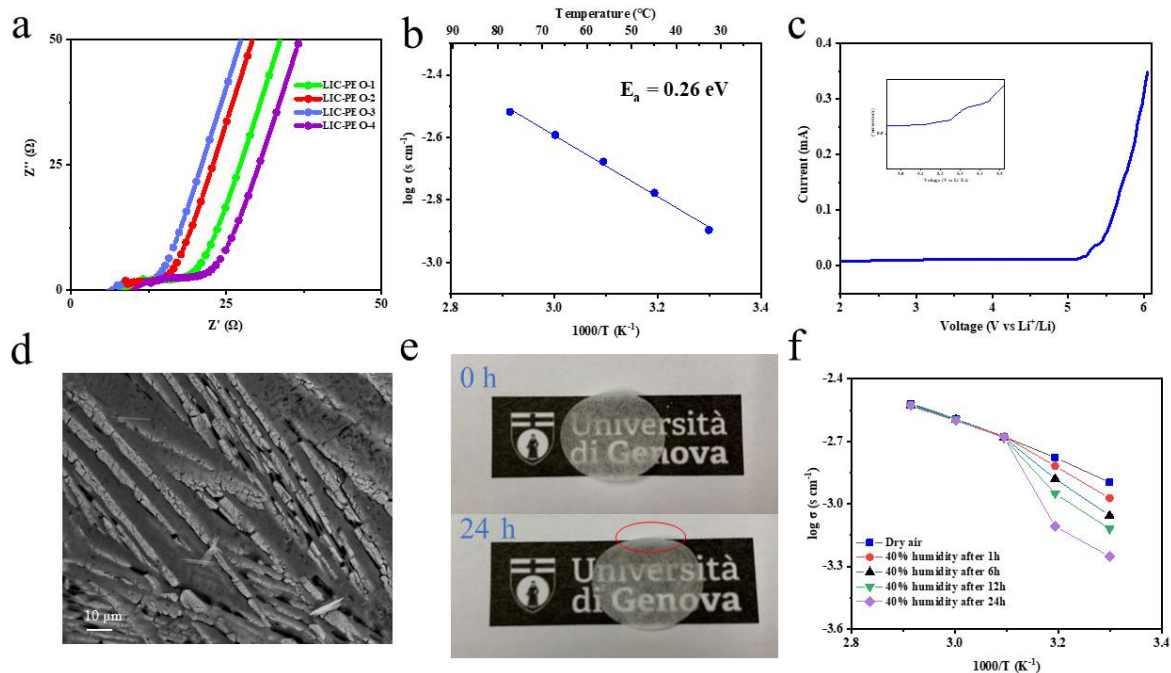 a
50
25
0
Z'' (Ω)
0
25
50
Z' (Ω)
LIC-PEO-1
LIC-PEO-2
LIC-PEO-3
LIC-PEO-4
b
Temperature (°C)
90 80 70 60 50 40 30
-2.4
-2.6
-2.8
-3.0
log σ (s cm⁻¹)
Eₐ = 0.26 eV
2.8 3.0 3.2 3.4
1000/T (K⁻¹)
c
0.4
0.3
0.2
0.1
0.0
Current (mA)
2 3 4 5 6
Voltage (V vs Li⁺/Li)
d
10 μm
e
0 h
Università
di Genova
24 h
Università
di Genova
f
-2.4
-2.7
-3.0
-3.3
-3.6
log σ (s cm⁻¹)
Dry air
40% humidity after 1h
40% humidity after 6h
40% humidity after 12h
40% humidity after 24h
2.8 3.0 3.2 3.4
1000/T (K⁻¹)